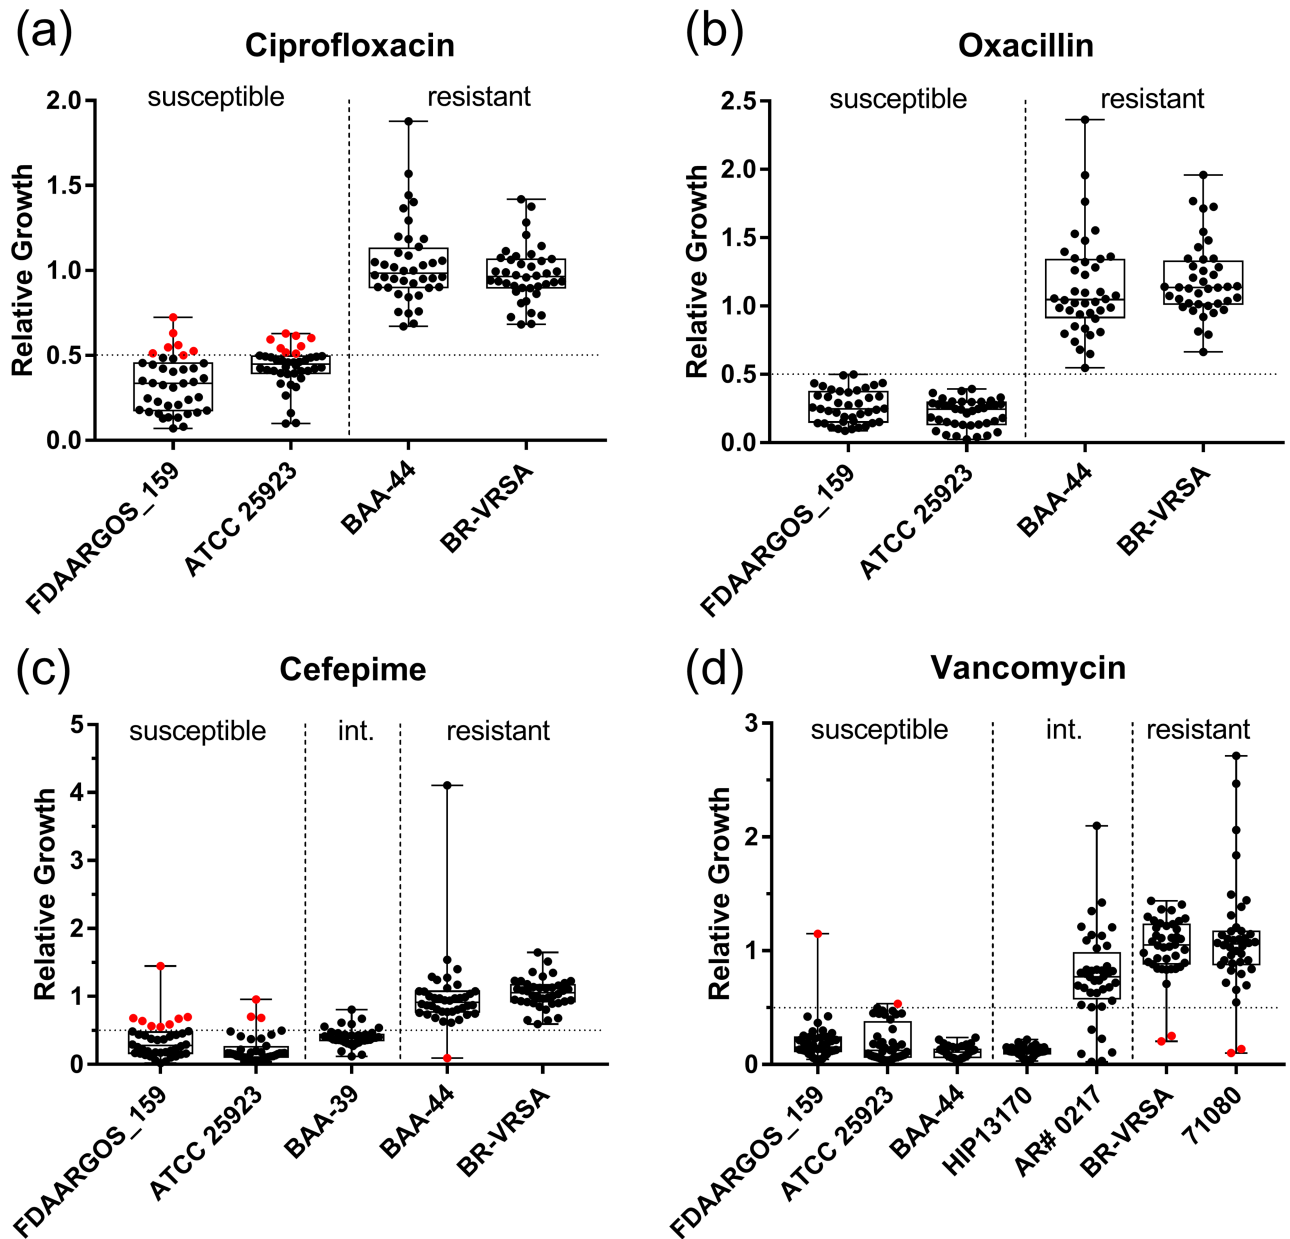 (a)
Ciprofloxacin
susceptible
resistant
Relative Growth
2.0
1.5
1.0
0.5
0.0
FDAARGOS_159
ATCC 25923
BAA-44
BR-VRSA
(b)
Oxacillin
susceptible
resistant
Relative Growth
2.5
2.0
1.5
1.0
0.5
0.0
FDAARGOS_159
ATCC 25923
BAA-44
BR-VRSA
(c)
Cefepime
susceptible
int.
resistant
Relative Growth
5
4
3
2
1
0
FDAARGOS_159
ATCC 25923
BAA-39
BAA-44
BR-VRSA
(d)
Vancomycin
susceptible
int.
resistant
Relative Growth
3
2
1
0
FDAARGOS_159
ATCC 25923
BAA-44
HIP13170
AR# 0217
BR-VRSA
71080